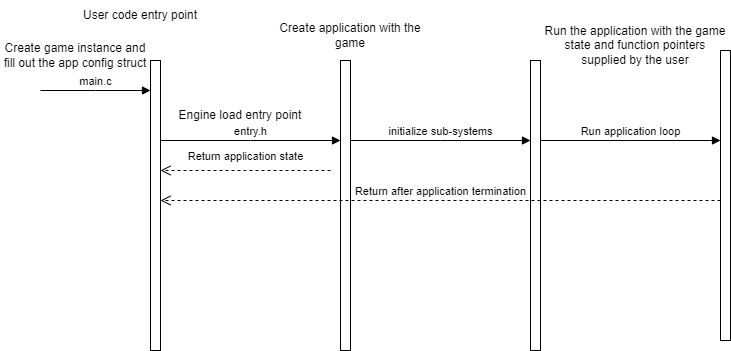 User code entry point
Create application with the
game
Run the application with the game
state and function pointers
supplied by the user
Create game instance and
fill out the app config struct
main.c
Engine load entry point
entry.h
initialize sub-systems
Run application loop
Return application state
Return after application termination